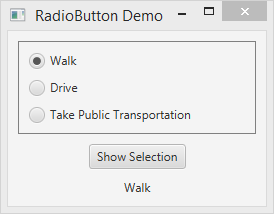 RadioButton Demo
Walk
Drive
Take Public Transportation
Show Selection
Walk